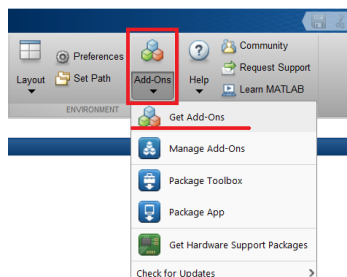 Preferences
Community
Set Path
Request Support
Layout
Add-Ons
Help
Learn MATLAB
ENVIRONMENT
Get Add-Ons
Manage Add-Ons
Package Toolbox
Package App
Get Hardware Support Packages
Check for Updates